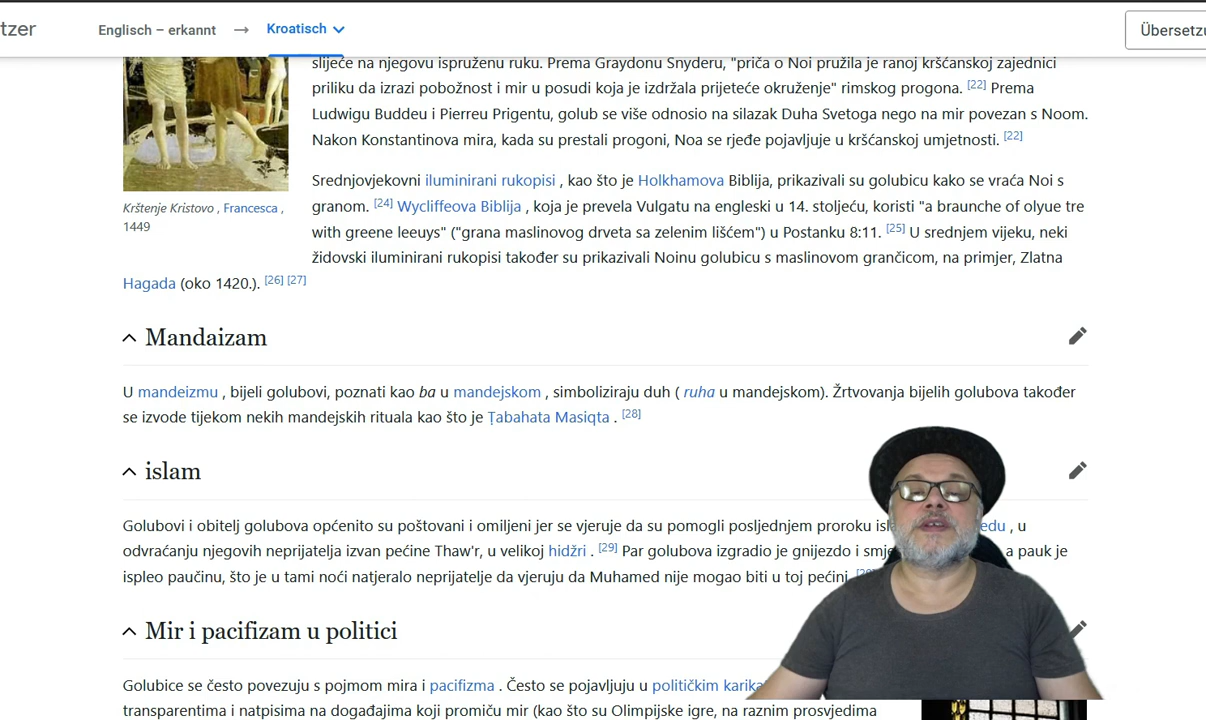 tzer
Englisch – erkannt → Kroatisch
Übersetzu
slijeće na njegovu ispruženu ruku. Prema Graydonu Snyderu, "priča o Noi pružila je ranoj kršćanskoj zajednici
priliku da izrazi pobožnost i mir u posudi koja je izdržala prijeteće okruženje" rimskog progona. [22] Prema
Ludwigu Buddeu i Pierreu Prigentu, golub se više odnosio na silazak Duha Svetoga nego na mir povezan s Noom.
Nakon Konstantinova mira, kada su prestali progoni, Noa se rjeđe pojavljuje u kršćanskoj umjetnosti. [22]
Srednjovjekovni iluminirani rukopisi , kao što je Holkhamova Biblija, prikazivali su golubicu kako se vraća Noi s
granom. [24] Wycliffeova Biblija , koja je prevela Vulgatu na engleski u 14. stoljeću, koristi "a braunche of olyue tre
with greene leeuys" ("grana maslinovog drveta sa zelenim lišćem") u Postanku 8:11. [25] U srednjem vijeku, neki
židovski iluminirani rukopisi također su prikazivali Noinu golubicu s maslinovom grančicom, na primjer, Zlatna
Hagada (oko 1420.). [26] [27]
Krštenje Kristovo , Francesca ,
1449
Mandaizam
U mandeizmu , bijeli golubovi, poznati kao ba u mandejskom , simboliziraju duh ( ruha u mandejskom). Žrtvovanja bijelih golubova također
se izvode tijekom nekih mandejskih rituala kao što je Ṭabahata Masiqta . [28]
islam
Golubovi i obitelj golubova općenito su poštovani i omiljeni jer se vjeruje da su pomogli posljednjem proroku isla edu , u
odvraćanju njegovih neprijatelja izvan pećine Thaw'r, u velikoj hidžri . [29] Par golubova izgradio je gnijezdo i smje a pauk je
ispleo paučinu, što je u tami noći natjeralo neprijatelje da vjeruju da Muhamed nije mogao biti u toj pećini.
Mir i pacifizam u politici
Golubice se često povezuju s pojmom mira i pacifizma . Često se pojavljuju u političkim karika
transparentima i natpisima na događajima koji promiču mir (kao što su Olimpijske igre, na raznim prosvjedima